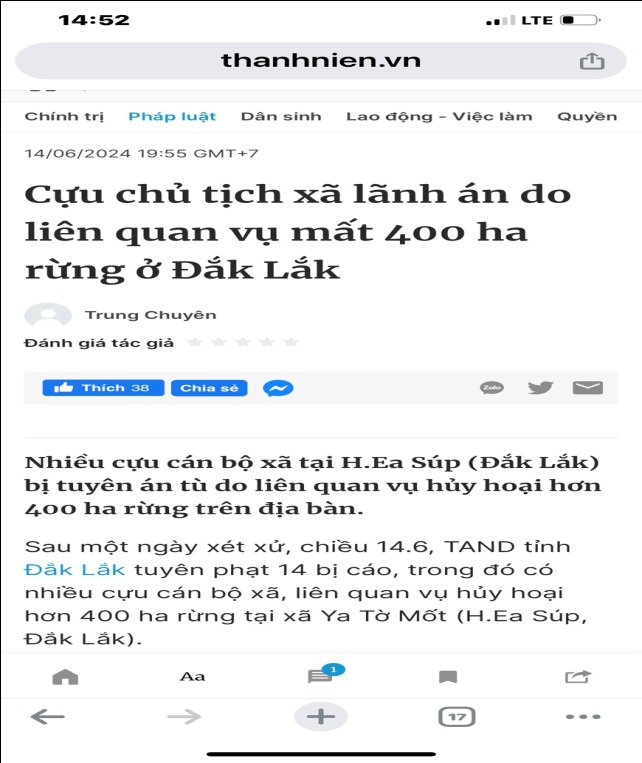 14:52
LTE
thanhnien.vn
Chính trị Pháp luật Dân sinh Lao động - Việc làm Quyền
14/06/2024 19:55 GMT+7
Cựu chủ tịch xã lãnh án do
liên quan vụ mất 400 ha
rừng ở Đắk Lắk
Trung Chuyên
Đánh giá tác giả
Thích 38 Chia sẻ
Zalo
Nhiều cựu cán bộ xã tại H.Ea Súp (Đắk Lắk)
bị tuyên án tù do liên quan vụ hủy hoại hơn
400 ha rừng trên địa bàn.
Sau một ngày xét xử, chiều 14.6, TAND tỉnh
Đắk Lắk tuyên phạt 14 bị cáo, trong đó có
nhiều cựu cán bộ xã, liên quan vụ hủy hoại
hơn 400 ha rừng tại xã Ya Tờ Mốt (H.Ea Súp,
Đắk Lắk).
Aa
1
17